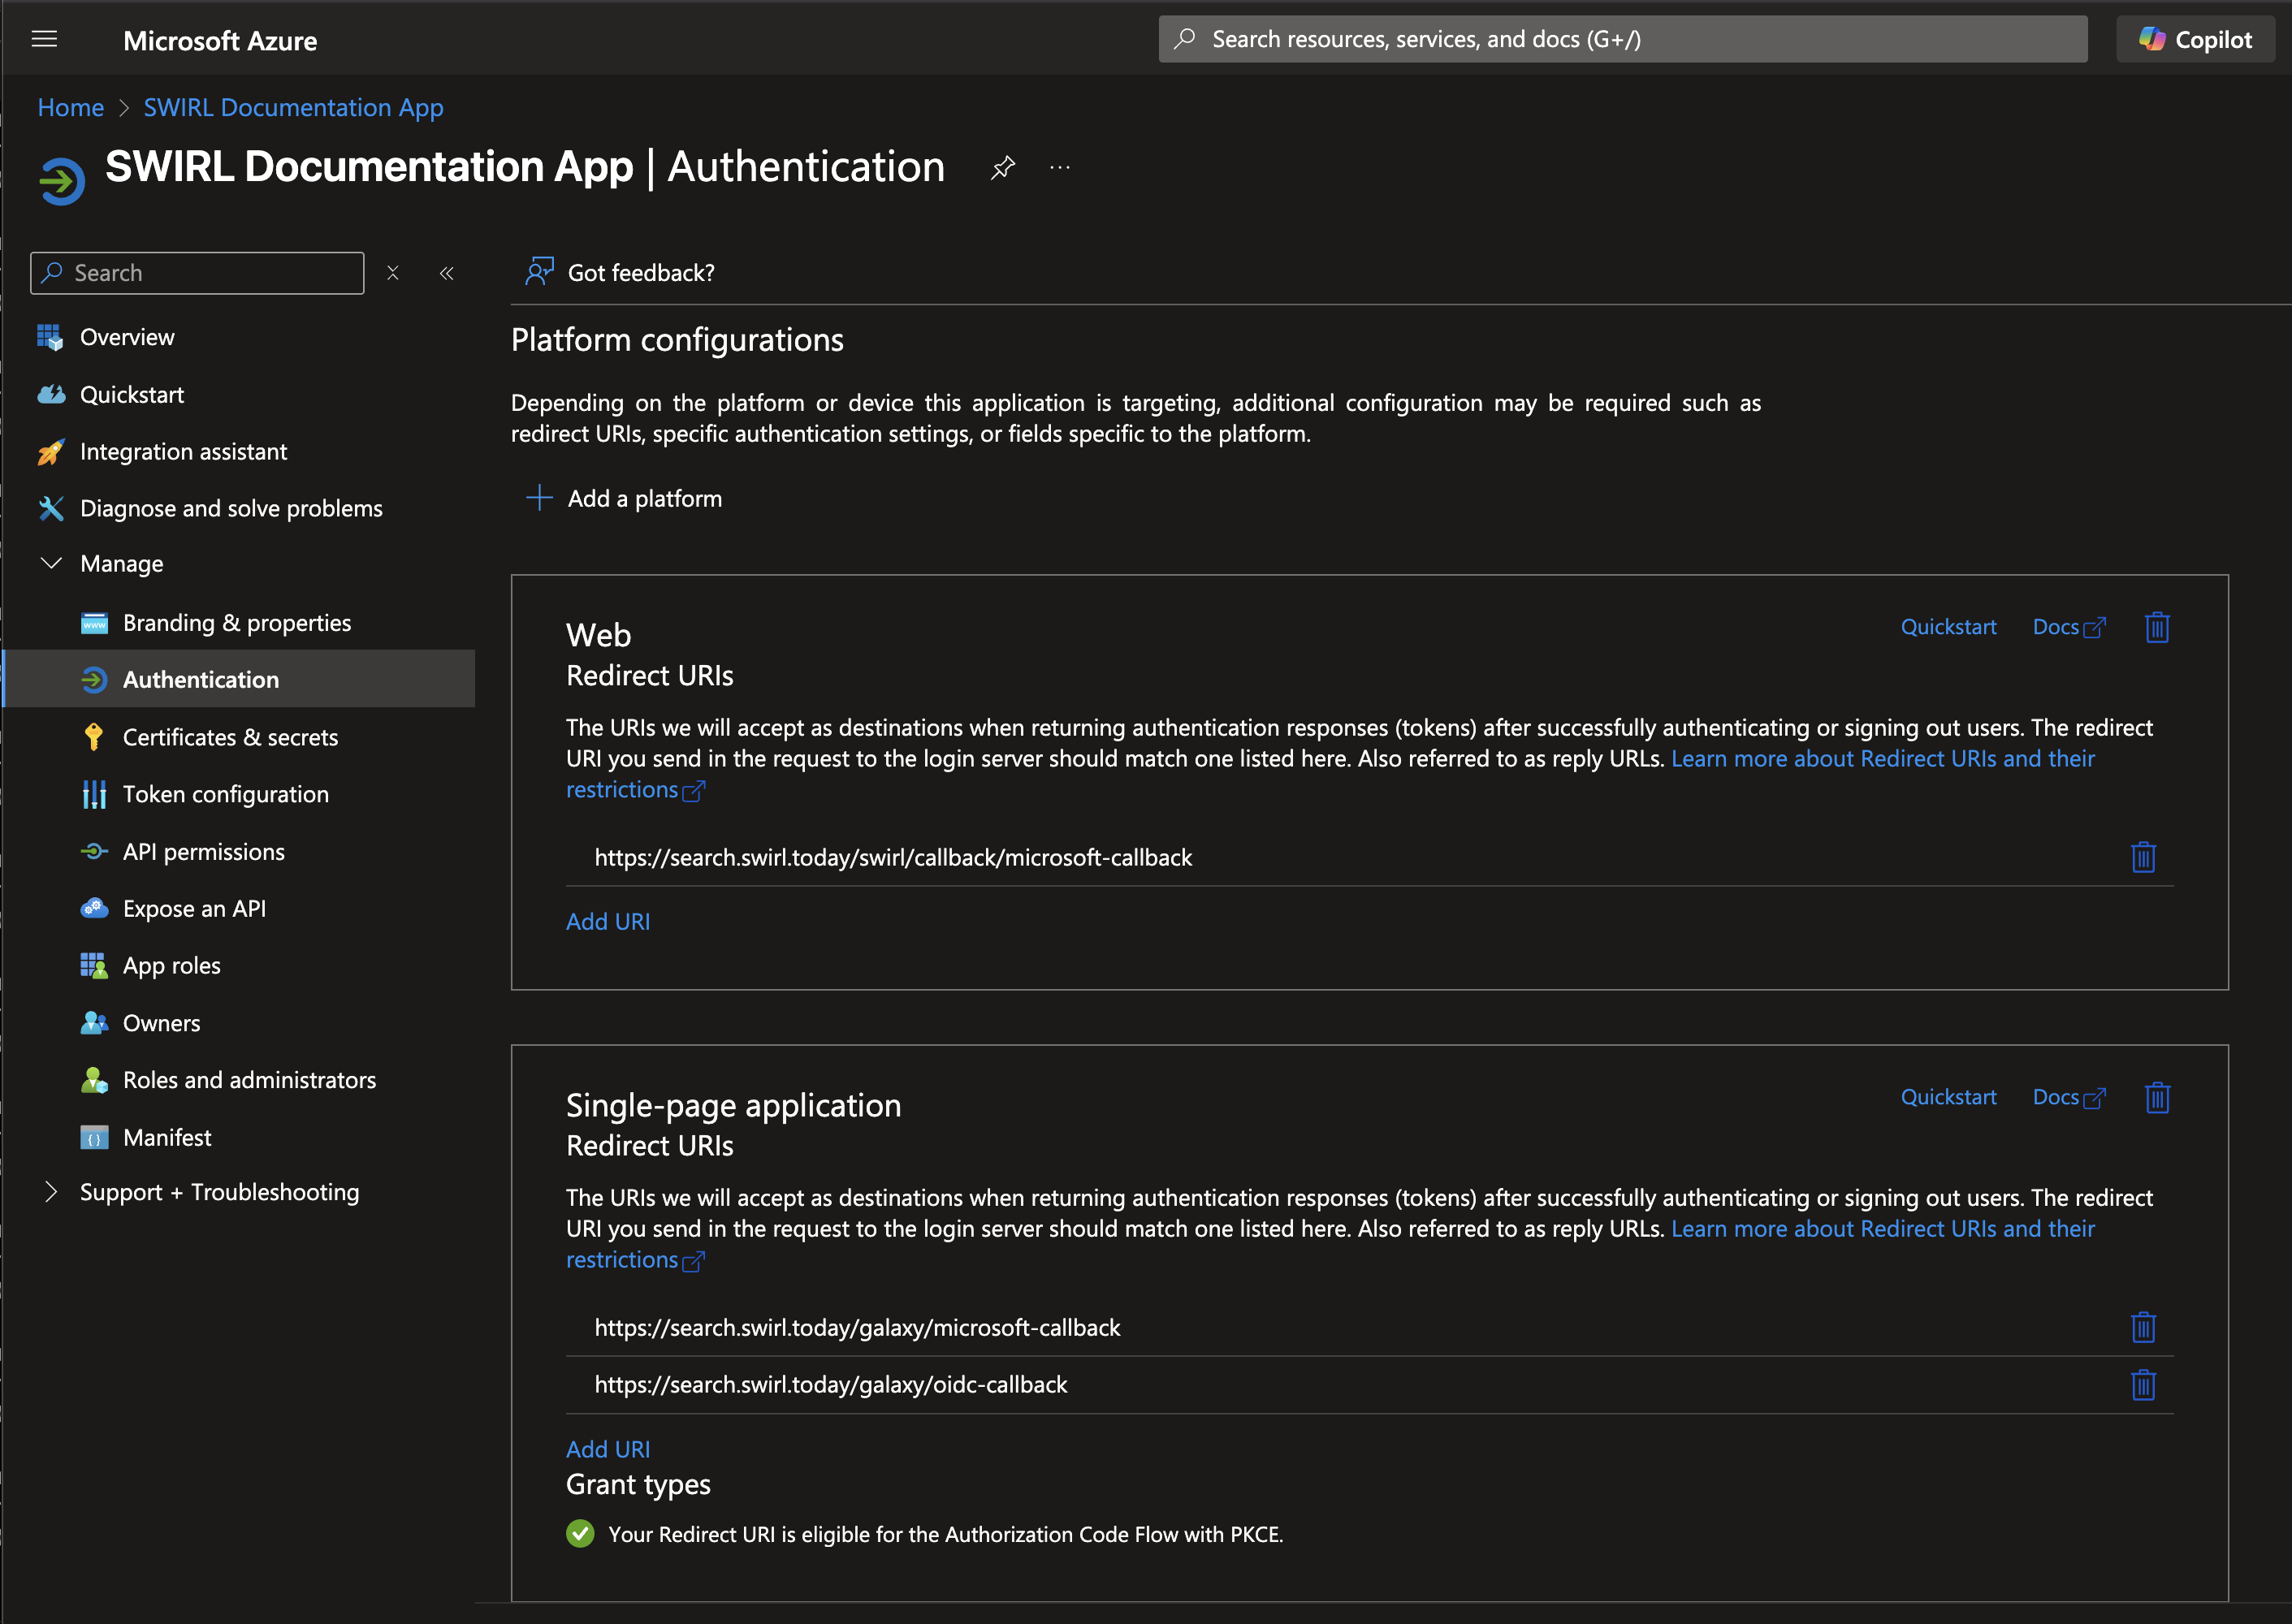 Microsoft Azure
Search resources, services, and docs (G+/)
Copilot
Home > SWIRL Documentation App
SWIRL Documentation App | Authentication
Search
Got feedback?
Overview
Quickstart
Integration assistant
Diagnose and solve problems
Manage
Branding & properties
Authentication
Certificates & secrets
Token configuration
API permissions
Expose an API
App roles
Owners
Roles and administrators
Manifest
Support + Troubleshooting
Platform configurations
Depending on the platform or device this application is targeting, additional configuration may be required such as
redirect URIs, specific authentication settings, or fields specific to the platform.
Add a platform
Web
Quickstart
Docs
Redirect URIs
The URIs we will accept as destinations when returning authentication responses (tokens) after successfully authenticating or signing out users. The redirect
URI you send in the request to the login server should match one listed here. Also referred to as reply URLs. Learn more about Redirect URIs and their
restrictions
https://search.swirl.today/swirl/callback/microsoft-callback
Add URI
Single-page application
Quickstart
Docs
Redirect URIs
The URIs we will accept as destinations when returning authentication responses (tokens) after successfully authenticating or signing out users. The redirect
URI you send in the request to the login server should match one listed here. Also referred to as reply URLs. Learn more about Redirect URIs and their
restrictions
https://search.swirl.today/galaxy/microsoft-callback
https://search.swirl.today/galaxy/oidc-callback
Add URI
Grant types
Your Redirect URI is eligible for the Authorization Code Flow with PKCE.